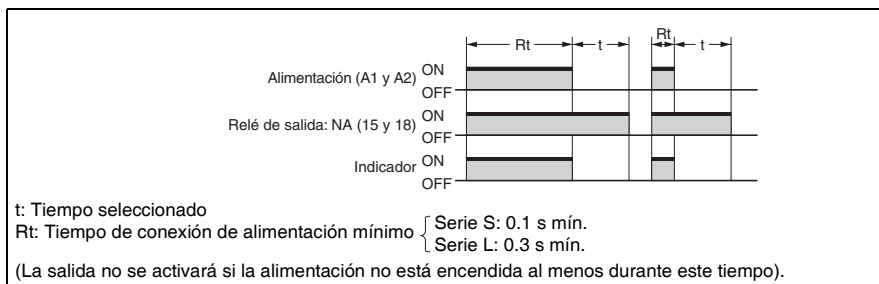 Rt t Rt t
Alimentación (A1 y A2) ON
OFF
Relé de salida: NA (15 y 18) ON
OFF
Indicador ON
OFF
t: Tiempo seleccionado
Rt: Tiempo de conexión de alimentación mínimo { Serie S: 0.1 s mín.
Serie L: 0.3 s mín.
(La salida no se activará si la alimentación no está encendida al menos durante este tiempo).